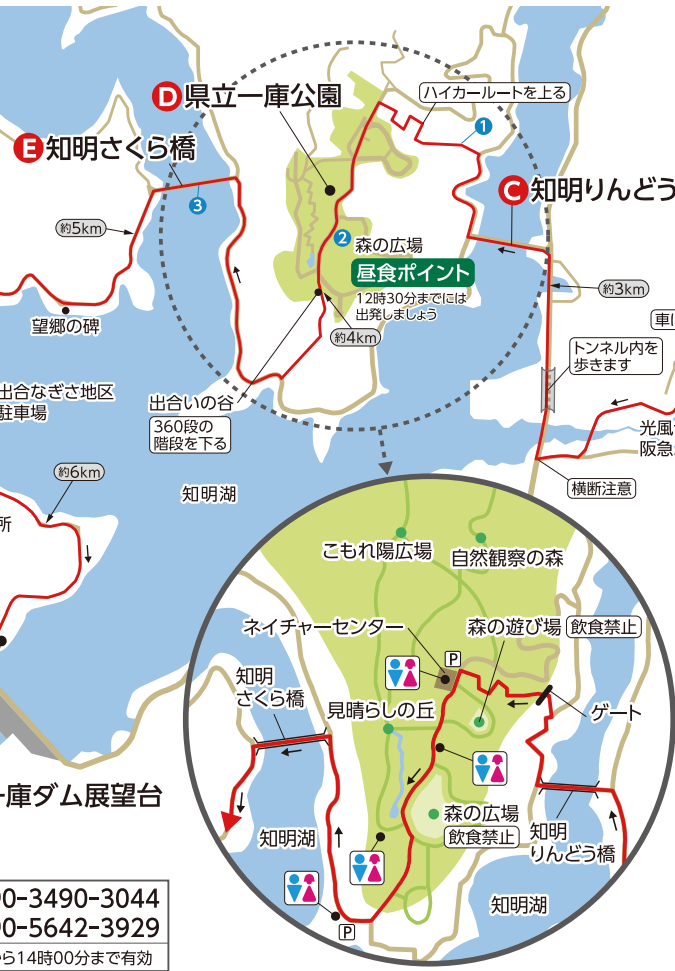 D 県立一庫公園
ハイカールートを上る
1
E 知明さくら橋
3
C 知明りんどう
約5km
2
森の広場
昼食ポイント
12時30分までには
出発しましょう
約3km
望郷の碑
約4km
トンネル内を
歩きます
出合なぎさ地区
駐車場
出合いの谷
360段の
階段を下る
光風
阪急
約6km
知明湖
横断注意
所
こもれ陽広場
自然観察の森
ネイチャーセンター
森の遊び場 飲食禁止
P
知明
さくら橋
見晴らしの丘
ゲート
庫ダム展望台
森の広場
飲食禁止
知明湖
知明
りんどう橋
知明湖
P
0-3490-3044
0-5642-3929
から14時00分まで有効